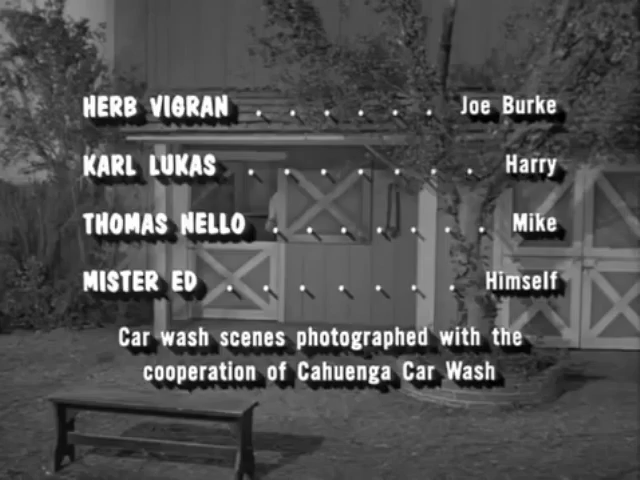 HERB VIGRAN . . . . . . Joe Burke
KARL LUKAS . . . . . . . Harry
THOMAS NELLO . . . . . . . Mike
MISTER ED . . . . . . . Himself
Car wash scenes photographed with the
cooperation of Cahuenga Car Wash